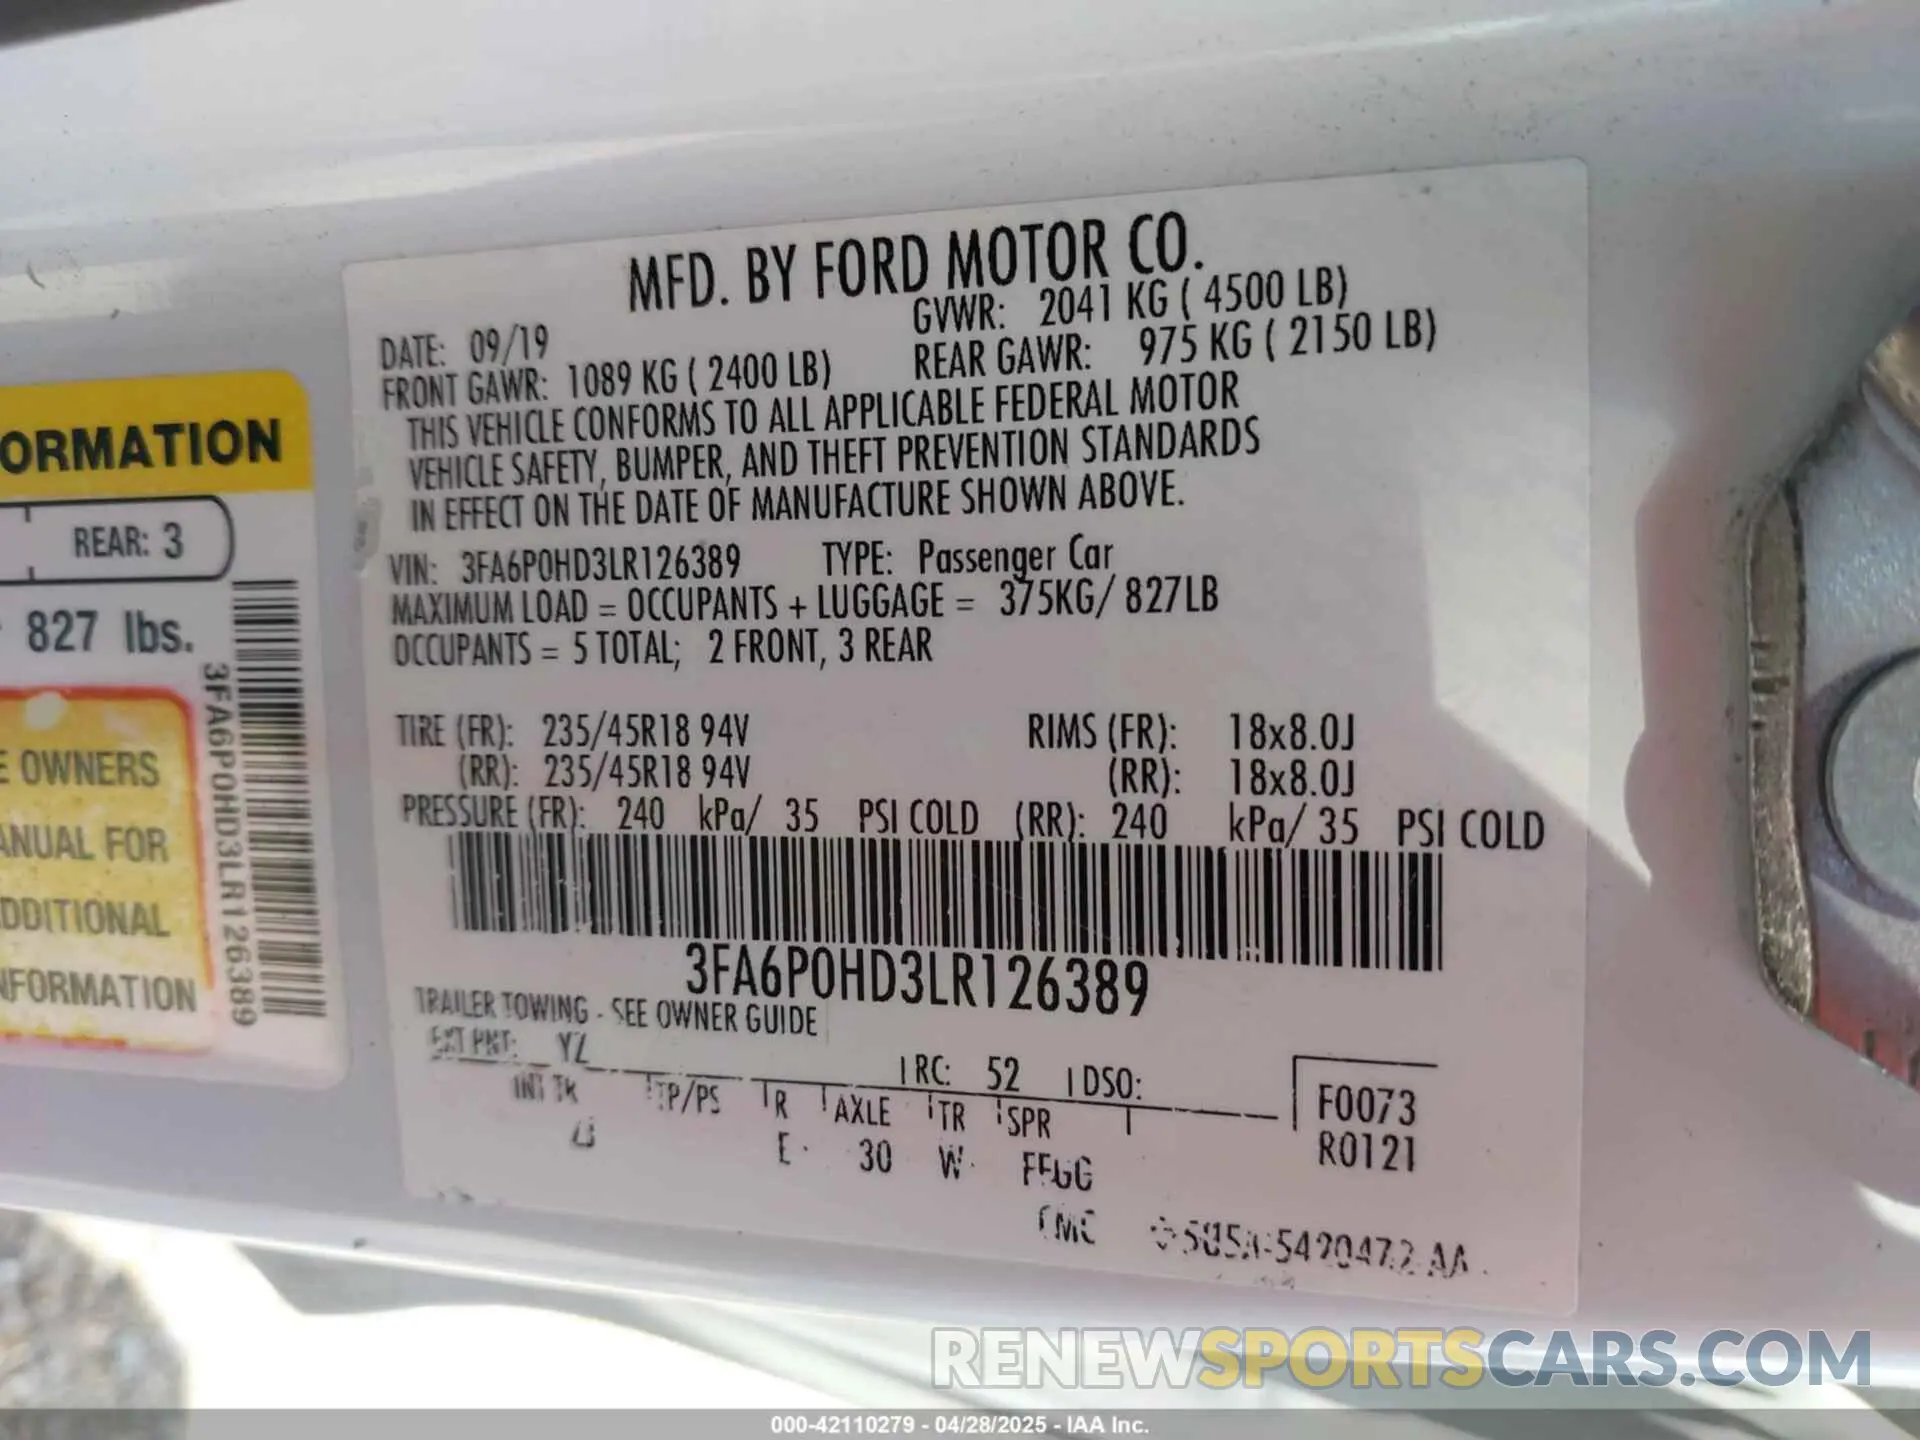 MFD. BY FORD MOTOR CO.
DATE: 09/19 GVWR: 2041 KG ( 4500 LB)
FRONT GAWR: 1089 KG ( 2400 LB) REAR GAWR: 975 KG ( 2150 LB)
THIS VEHICLE CONFORMS TO ALL APPLICABLE FEDERAL MOTOR
VEHICLE SAFETY, BUMPER, AND THEFT PREVENTION STANDARDS
IN EFFECT ON THE DATE OF MANUFACTURE SHOWN ABOVE.
VIN: 3FA6P0HD3LR126389 TYPE: Passenger Car
MAXIMUM LOAD = OCCUPANTS + LUGGAGE = 375KG/ 827LB
OCCUPANTS = 5 TOTAL; 2 FRONT, 3 REAR
TIRE (FR): 235/45R18 94V RIMS (FR): 18x8.0J
(RR): 235/45R18 94V (RR): 18x8.0J
PRESSURE (FR): 240 kPa/ 35 PSI COLD (RR): 240 kPa/ 35 PSI COLD
3FA6P0HD3LR126389
TRAILER TOWING - SEE OWNER GUIDE
EXT PNT: YZ RC: 52 DSO:
INT TR TP/PS R AXLE TR SPR
E 30 W FFGG
F0073
R0121
ORMATION
REAR: 3
827 lbs.
3FA6P0HD3LR126389
E OWNERS
ANUAL FOR
DDITIONAL
NFORMATION
RENEWSPORTSCARS.COM
000-42110279 - 04/28/2025 - IAA Inc.